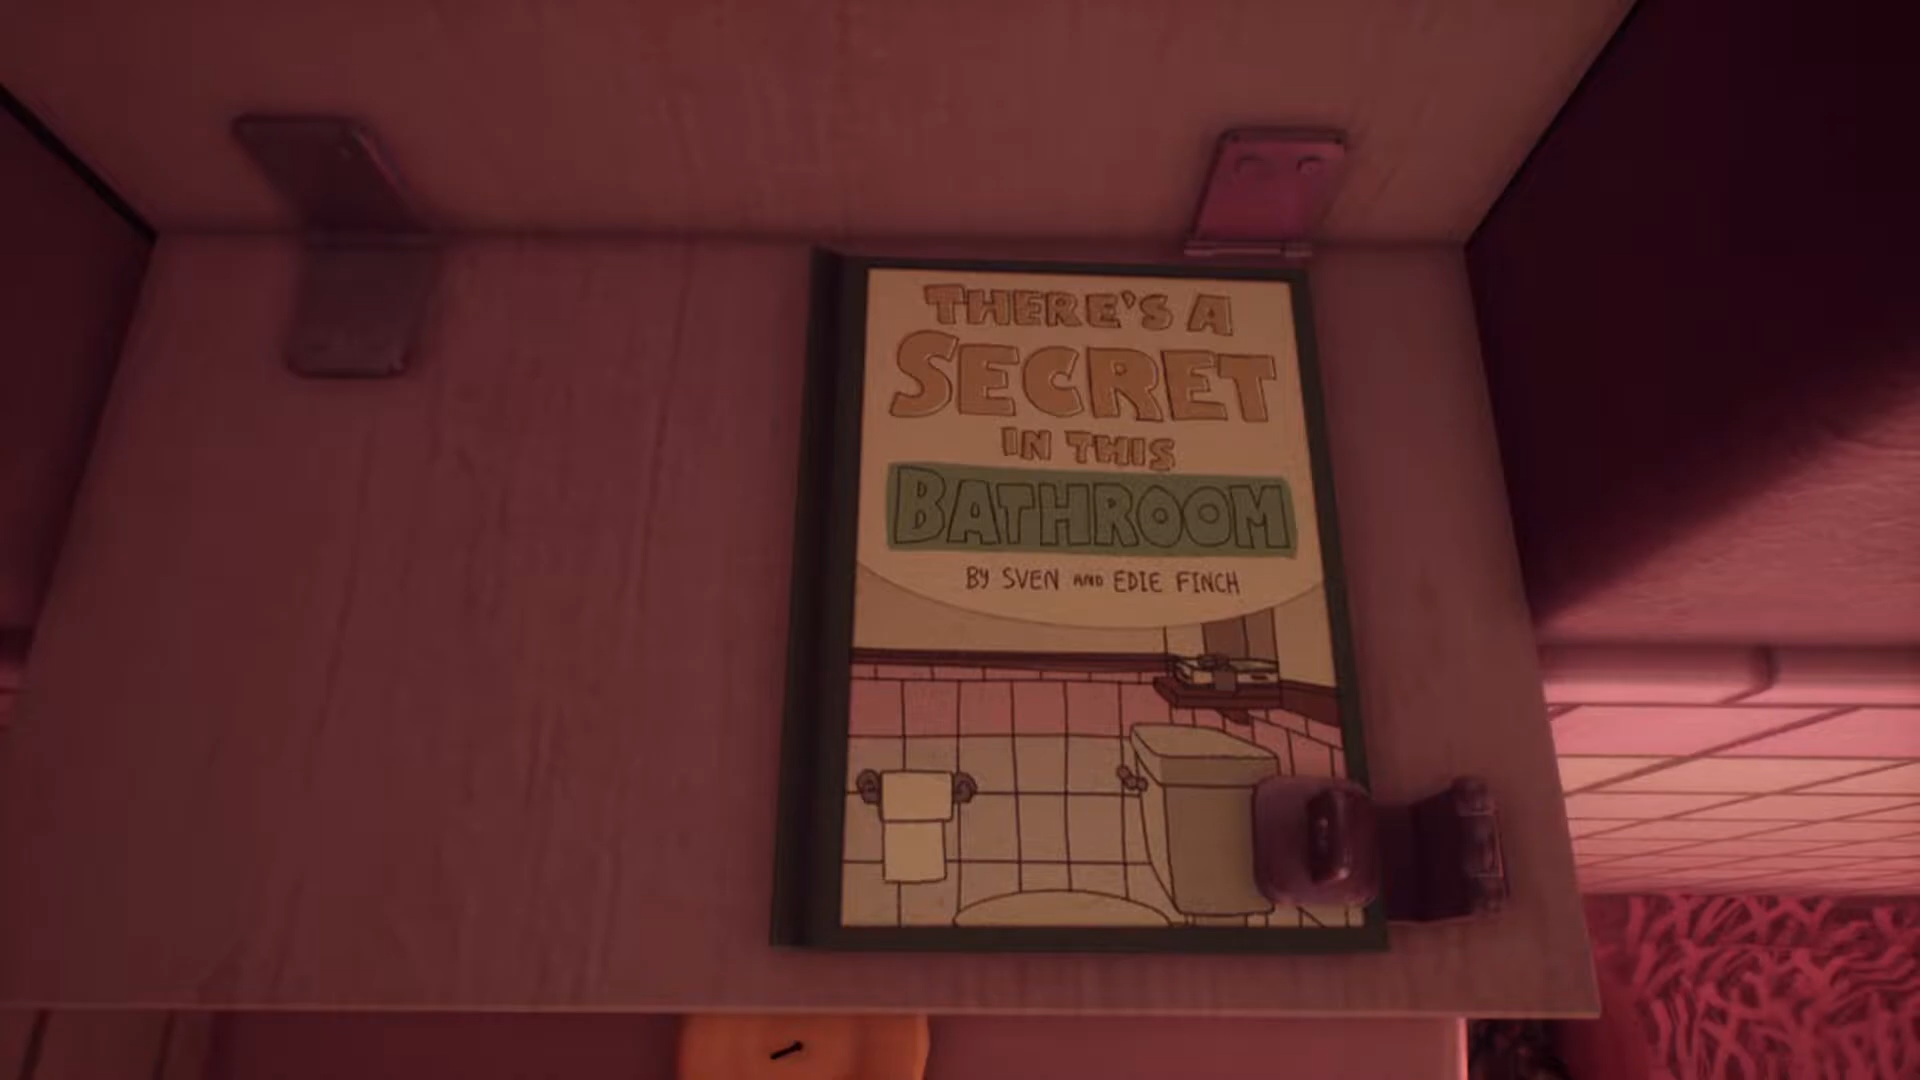 THERE'S A
SECRET
IN THIS
BATHROOM
BY SVEN AND EDIE FINCH